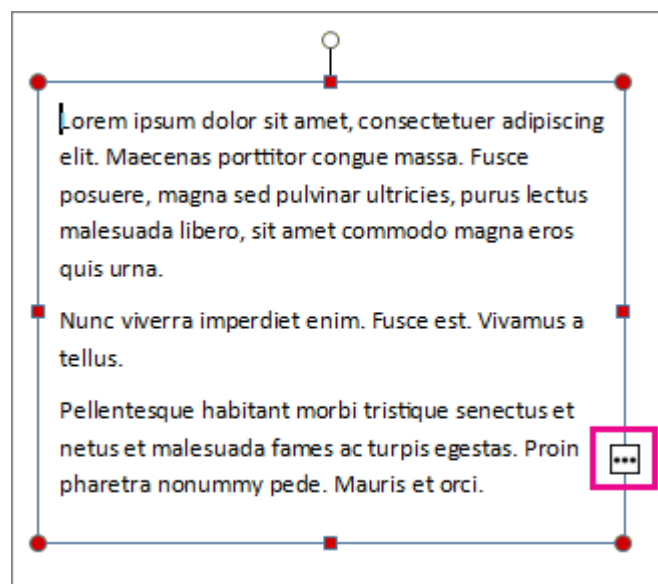 Lorem ipsum dolor sit amet, consectetuer adipiscing
elit. Maecenas porttitor congue massa. Fusce
posuere, magna sed pulvinar ultricies, purus lectus
malesuada libero, sit amet commodo magna eros
quis urna.
Nunc viverra imperdiet enim. Fusce est. Vivamus a
tellus.
Pellentesque habitant morbi tristique senectus et
netus et malesuada fames ac turpis egestas. Proin
pharetra nonummy pede. Mauris et orci.